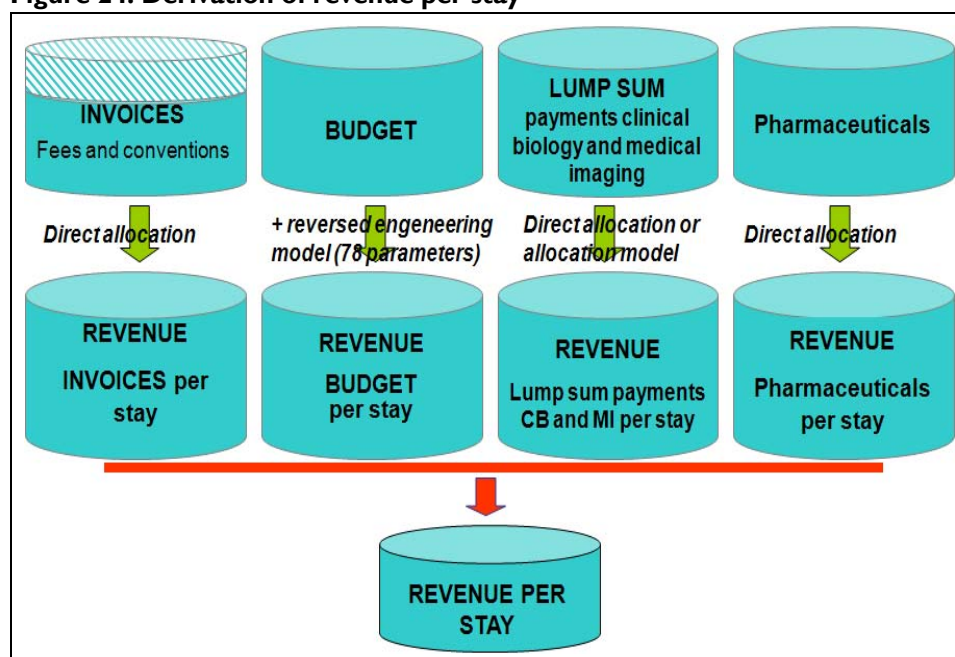 Figure 24: Derivation of revenue per stay
INVOICES
Fees and conventions
BUDGET
LUMP SUM
payments clinical
biology and medical
imaging
Pharmaceuticals
Direct allocation
+ reversed engeneering
model (78 parameters)
Direct allocation or
allocation model
Direct allocation
REVENUE
INVOICES per
stay
REVENUE
BUDGET
per stay
REVENUE
Lump sum payments
CB and MI per stay
REVENUE
Pharmaceuticals
per stay
REVENUE PER
STAY